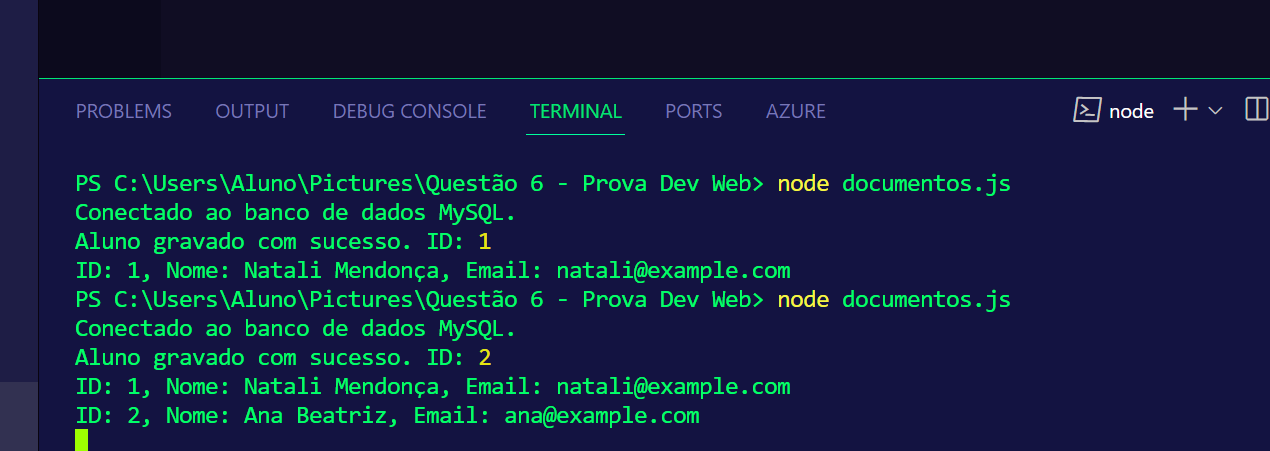 PROBLEMS OUTPUT DEBUG CONSOLE TERMINAL PORTS AZURE node
PS C:\Users\Aluno\Pictures\Questão 6 - Prova Dev Web> node documentos.js
Conectado ao banco de dados MySQL.
Aluno gravado com sucesso. ID: 1
ID: 1, Nome: Natali Mendonça, Email: natali@example.com
PS C:\Users\Aluno\Pictures\Questão 6 - Prova Dev Web> node documentos.js
Conectado ao banco de dados MySQL.
Aluno gravado com sucesso. ID: 2
ID: 1, Nome: Natali Mendonça, Email: natali@example.com
ID: 2, Nome: Ana Beatriz, Email: ana@example.com